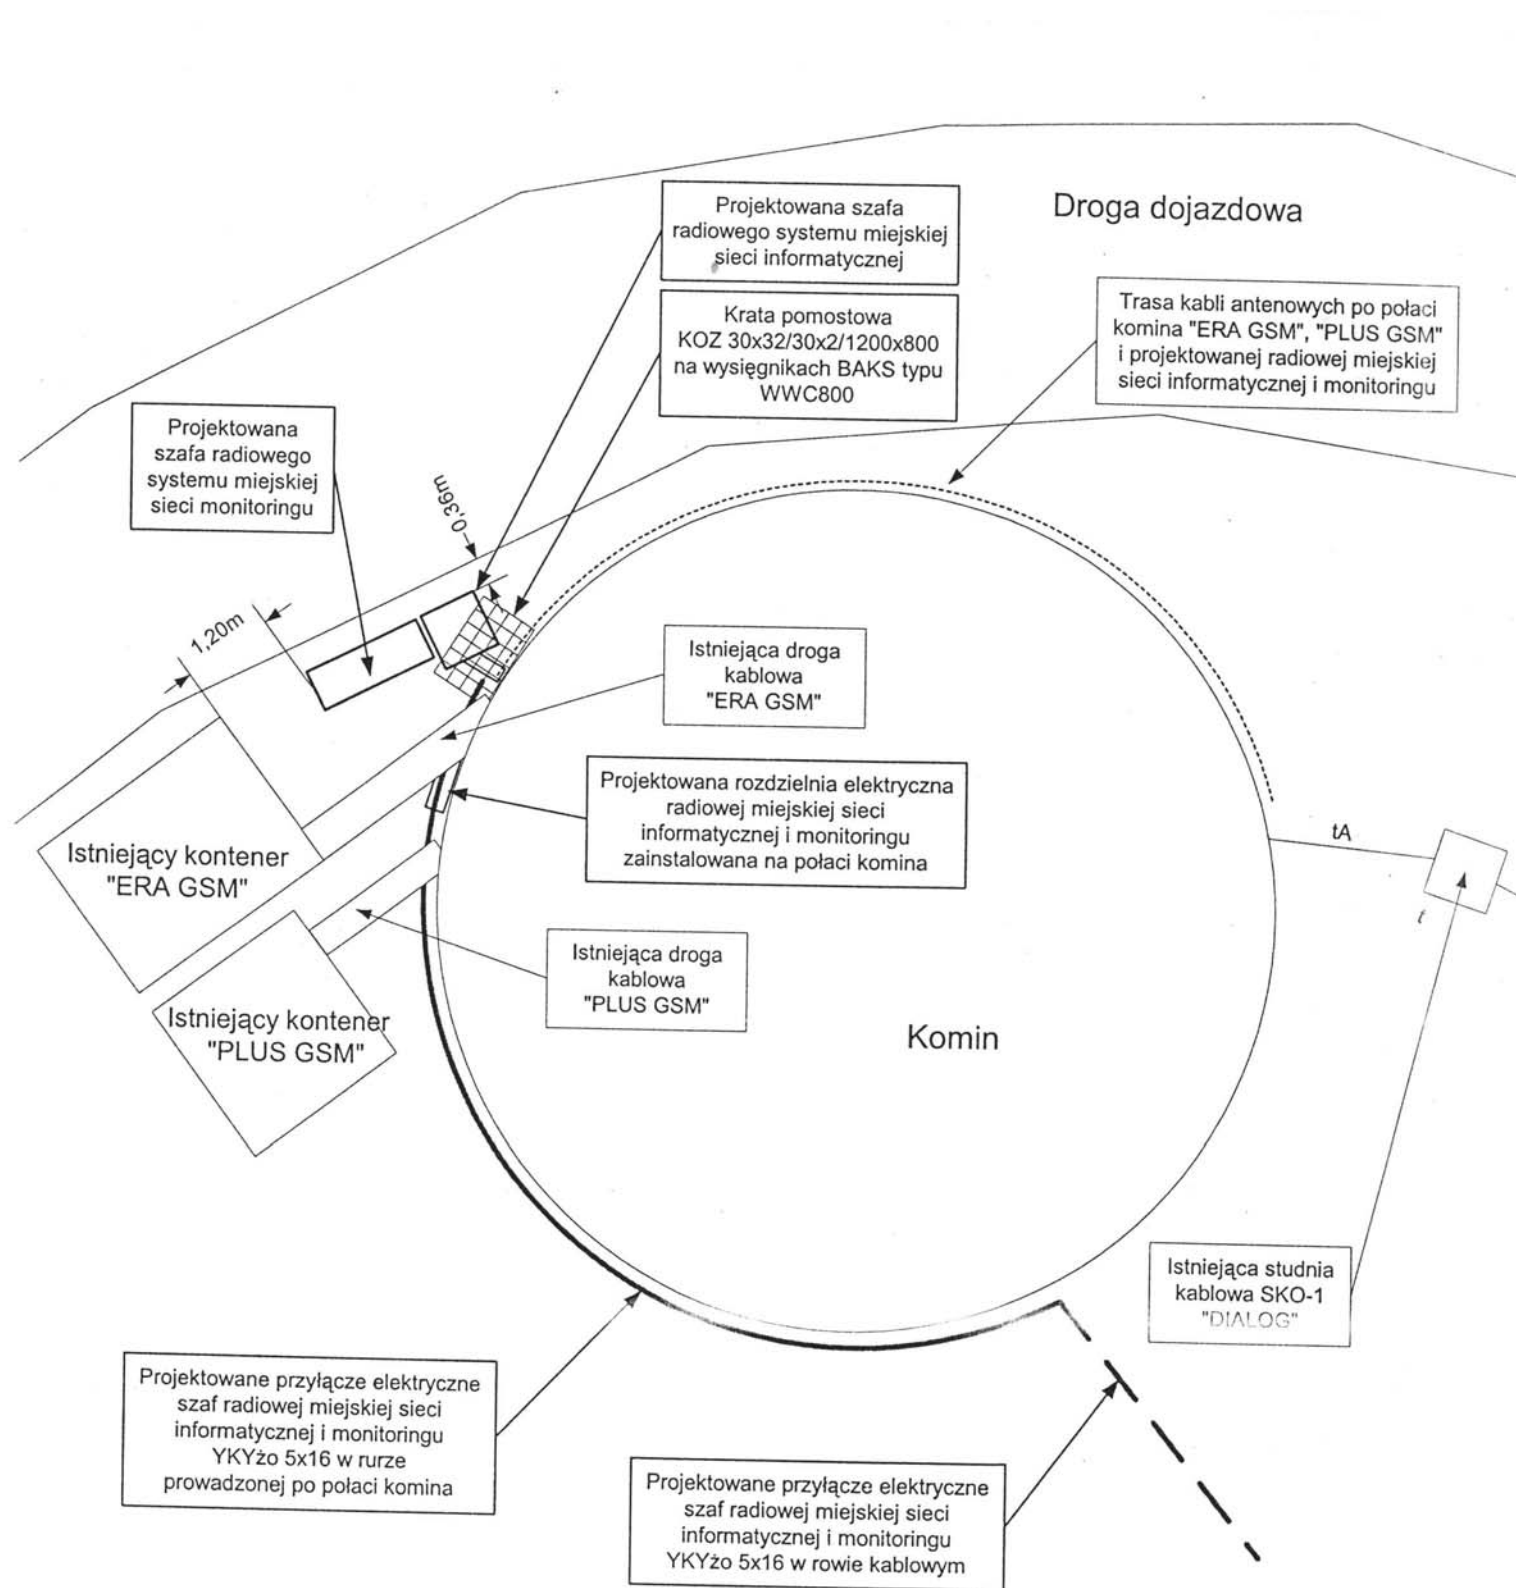 Droga dojazdowa
Projektowana szafa
radiowego systemu miejskiej
sieci informatycznej
Krata pomostowa
KOZ 30x32/30x2/1200x800
na wysięgnikach BAKS typu
WWC800
Trasa kabli antenowych po połaci
komina "ERA GSM", "PLUS GSM"
i projektowanej radiowej miejskiej
sieci informatycznej i monitoringu
Projektowana
szafa radiowego
systemu miejskiej
sieci monitoringu
~0,36m
1,20m
Istniejąca droga
kablowa
"ERA GSM"
Projektowana rozdzielnia elektryczna
radiowej miejskiej sieci
informatycznej i monitoringu
zainstalowana na połaci komina
tA
t
Istniejący kontener
"ERA GSM"
Istniejąca droga
kablowa
"PLUS GSM"
Istniejący kontener
"PLUS GSM"
Komin
Istniejąca studnia
kablowa SKO-1
"DIALOG"
Projektowane przyłącze elektryczne
szaf radiowej miejskiej sieci
informatycznej i monitoringu
YKYżo 5x16 w rurze
prowadzonej po połaci komina
Projektowane przyłącze elektryczne
szaf radiowej miejskiej sieci
informatycznej i monitoringu
YKYżo 5x16 w rowie kablowym